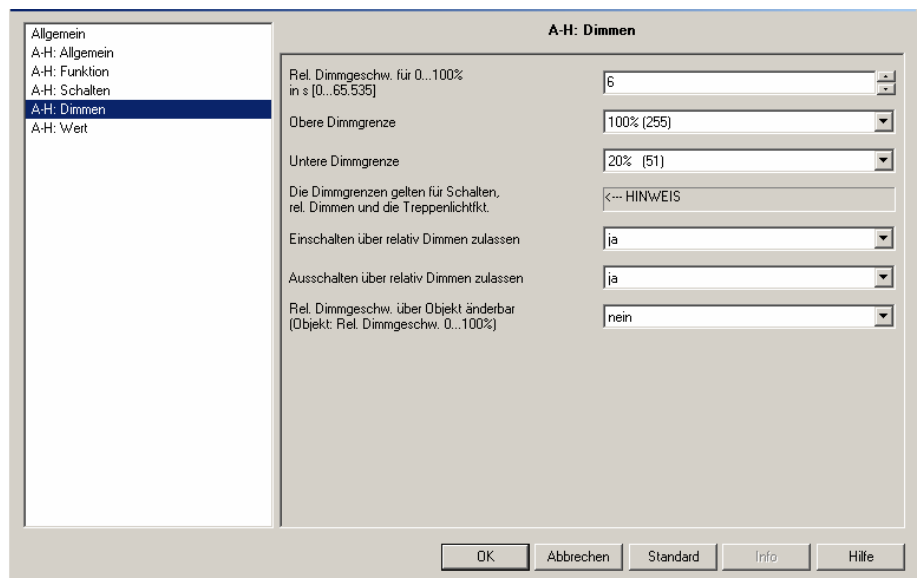 Allgemein
A-H: Allgemein
A-H: Funktion
A-H: Schalten
A-H: Dimmen
A-H: Wert
A-H: Dimmen
Rel. Dimmgeschw. für 0...100%
in s [0...65.535]
6
Obere Dimmgrenze
100% (255)
Untere Dimmgrenze
20% (51)
Die Dimmgrenzen gelten für Schalten,
rel. Dimmen und die Treppenlichtfkt.
<--- HINWEIS
Einschalten über relativ Dimmen zulassen
ja
Ausschalten über relativ Dimmen zulassen
ja
Rel. Dimmgeschw. über Objekt änderbar
(Objekt: Rel. Dimmgeschw. 0...100%)
nein
OK
Abbrechen
Standard
Info
Hilfe